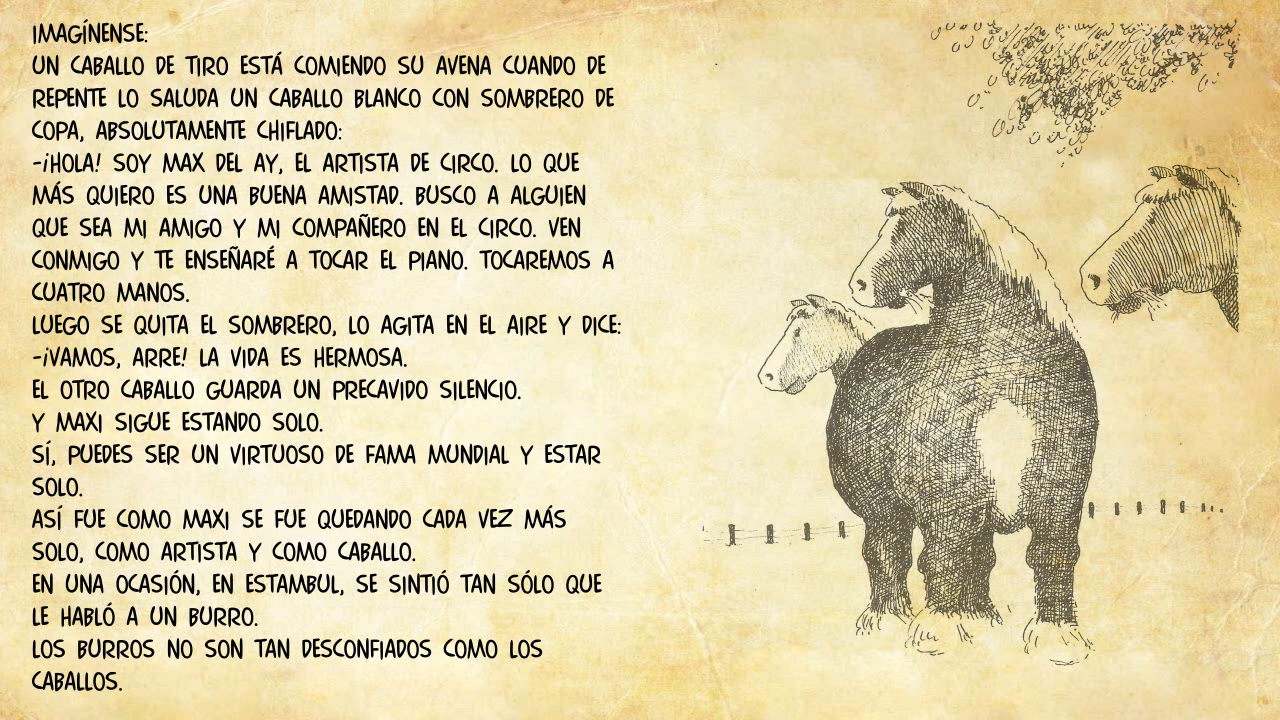 IMAGÍNENSE:
UN CABALLO DE TIRO ESTÁ COMIENDO SU AVENA CUANDO DE
REPENTE LO SALUDA UN CABALLO BLANCO CON SOMBRERO DE
COPA, ABSOLUTAMENTE CHIFLADO:
-¡HOLA! SOY MAX DEL AY, EL ARTISTA DE CIRCO. LO QUE
MÁS QUIERO ES UNA BUENA AMISTAD. BUSCO A ALGUIEN
QUE SEA MI AMIGO Y MI COMPAÑERO EN EL CIRCO. VEN
CONMIGO Y TE ENSEÑARÉ A TOCAR EL PIANO. TOCAREMOS A
CUATRO MANOS.
LUEGO SE QUITA EL SOMBRERO, LO AGITA EN EL AIRE Y DICE:
-¡VAMOS, ARRE! LA VIDA ES HERMOSA.
EL OTRO CABALLO GUARDA UN PRECAVIDO SILENCIO.
Y MAXI SIGUE ESTANDO SOLO.
SÍ, PUEDES SER UN VIRTUOSO DE FAMA MUNDIAL Y ESTAR
SOLO.
ASÍ FUE COMO MAXI SE FUE QUEDANDO CADA VEZ MÁS
SOLO, COMO ARTISTA Y COMO CABALLO.
EN UNA OCASIÓN, EN ESTAMBUL, SE SINTIÓ TAN SÓLO QUE
LE HABLÓ A UN BURRO.
LOS BURROS NO SON TAN DESCONFIADOS COMO LOS
CABALLOS.